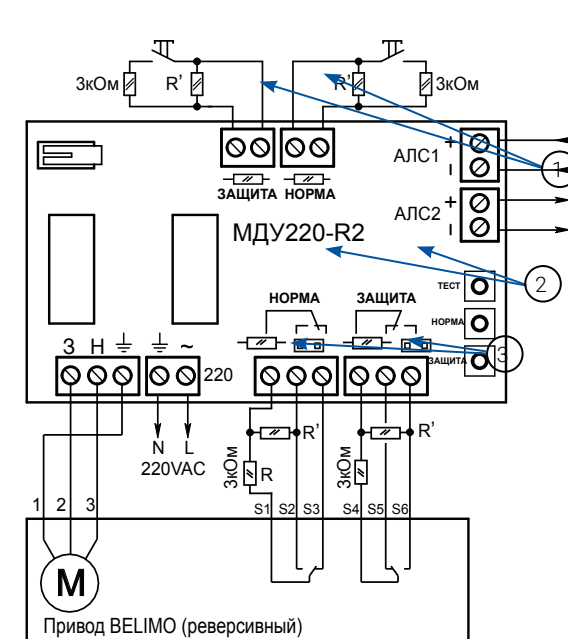 3кОм R' R' 3кОм
+ АЛС1
–
ЗАЩИТА НОРМА
+ АЛС2
–
1
МДУ220-R2
2
ТЕСТ
НОРМА ЗАЩИТА
НОРМА
3
ЗАЩИТА
З Н ~ 220
N L
220VAC
R' R'
3кОм R 3кОм
1 2 3 S1 S2 S3 S4 S5 S6
М
Привод BELIMO (реверсивный)